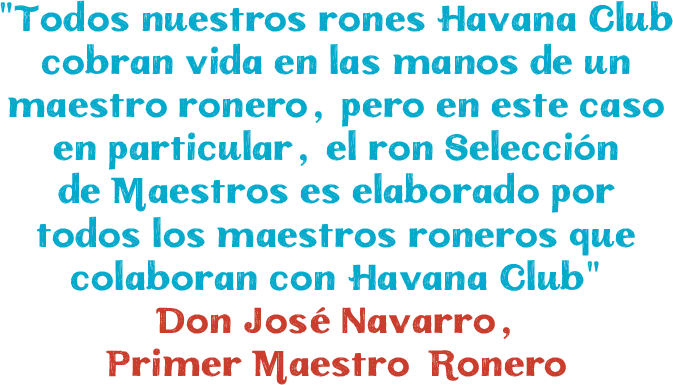 "Todos nuestros rones Havana Club
cobran vida en las manos de un
maestro ronero, pero en este caso
en particular, el ron Selección
de Maestros es elaborado por
todos los maestros roneros que
colaboran con Havana Club"
Don José Navarro,
Primer Maestro Ronero